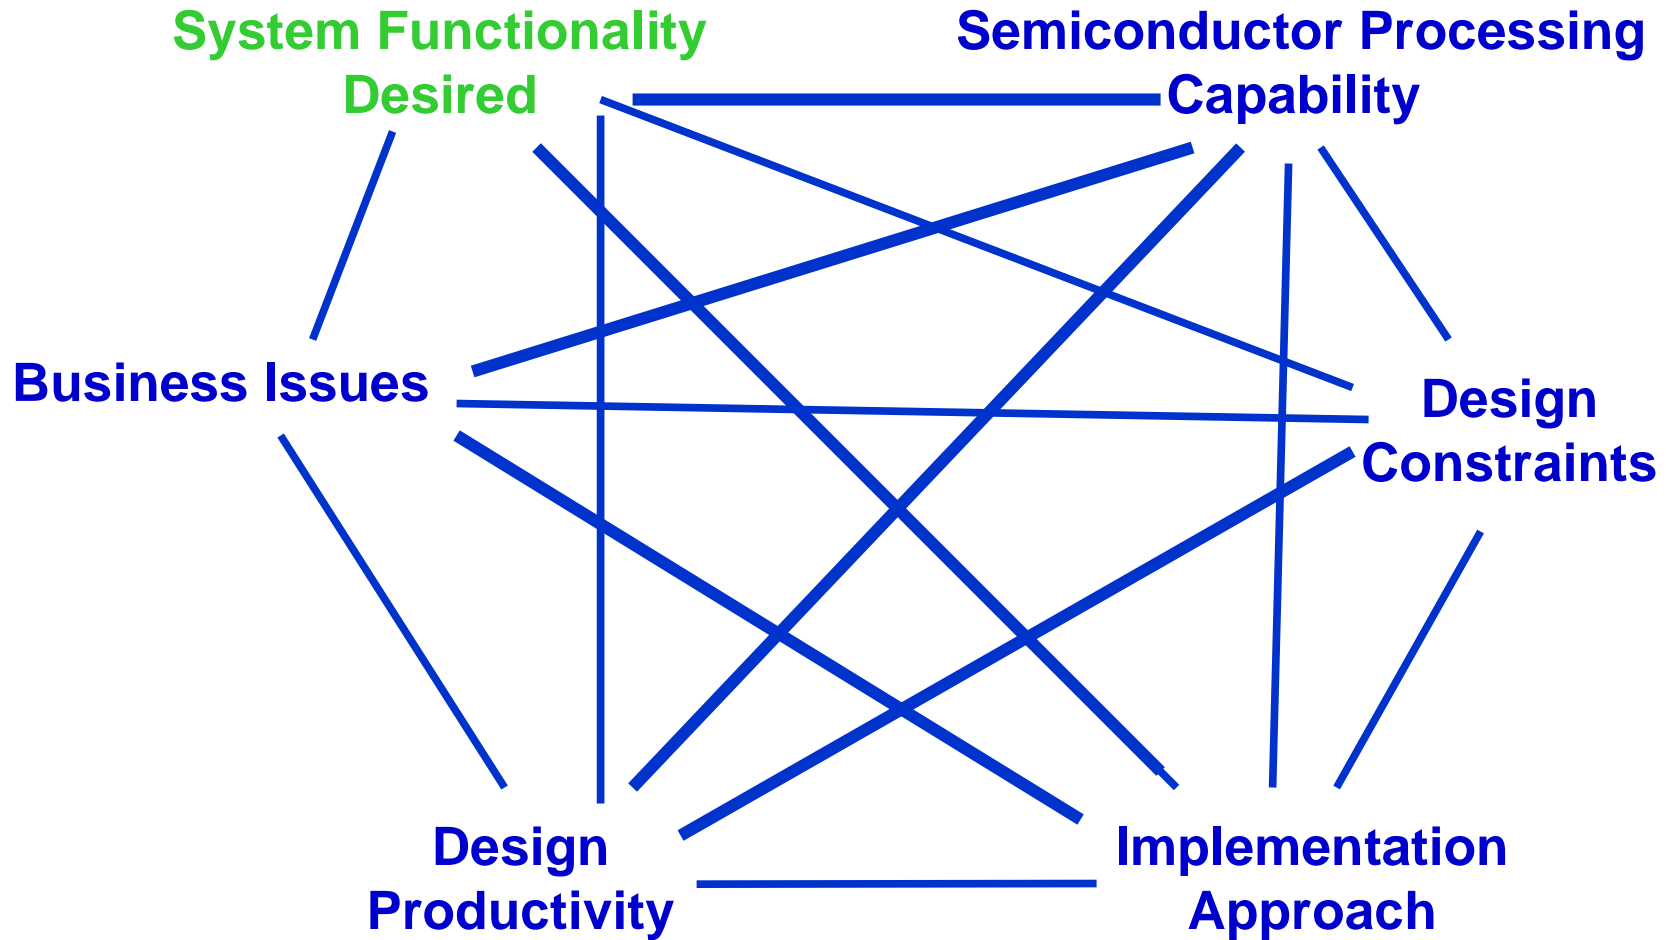 System Functionality
Desired
Semiconductor Processing
Capability
Business Issues
Design
Constraints
Design
Productivity
Implementation
Approach